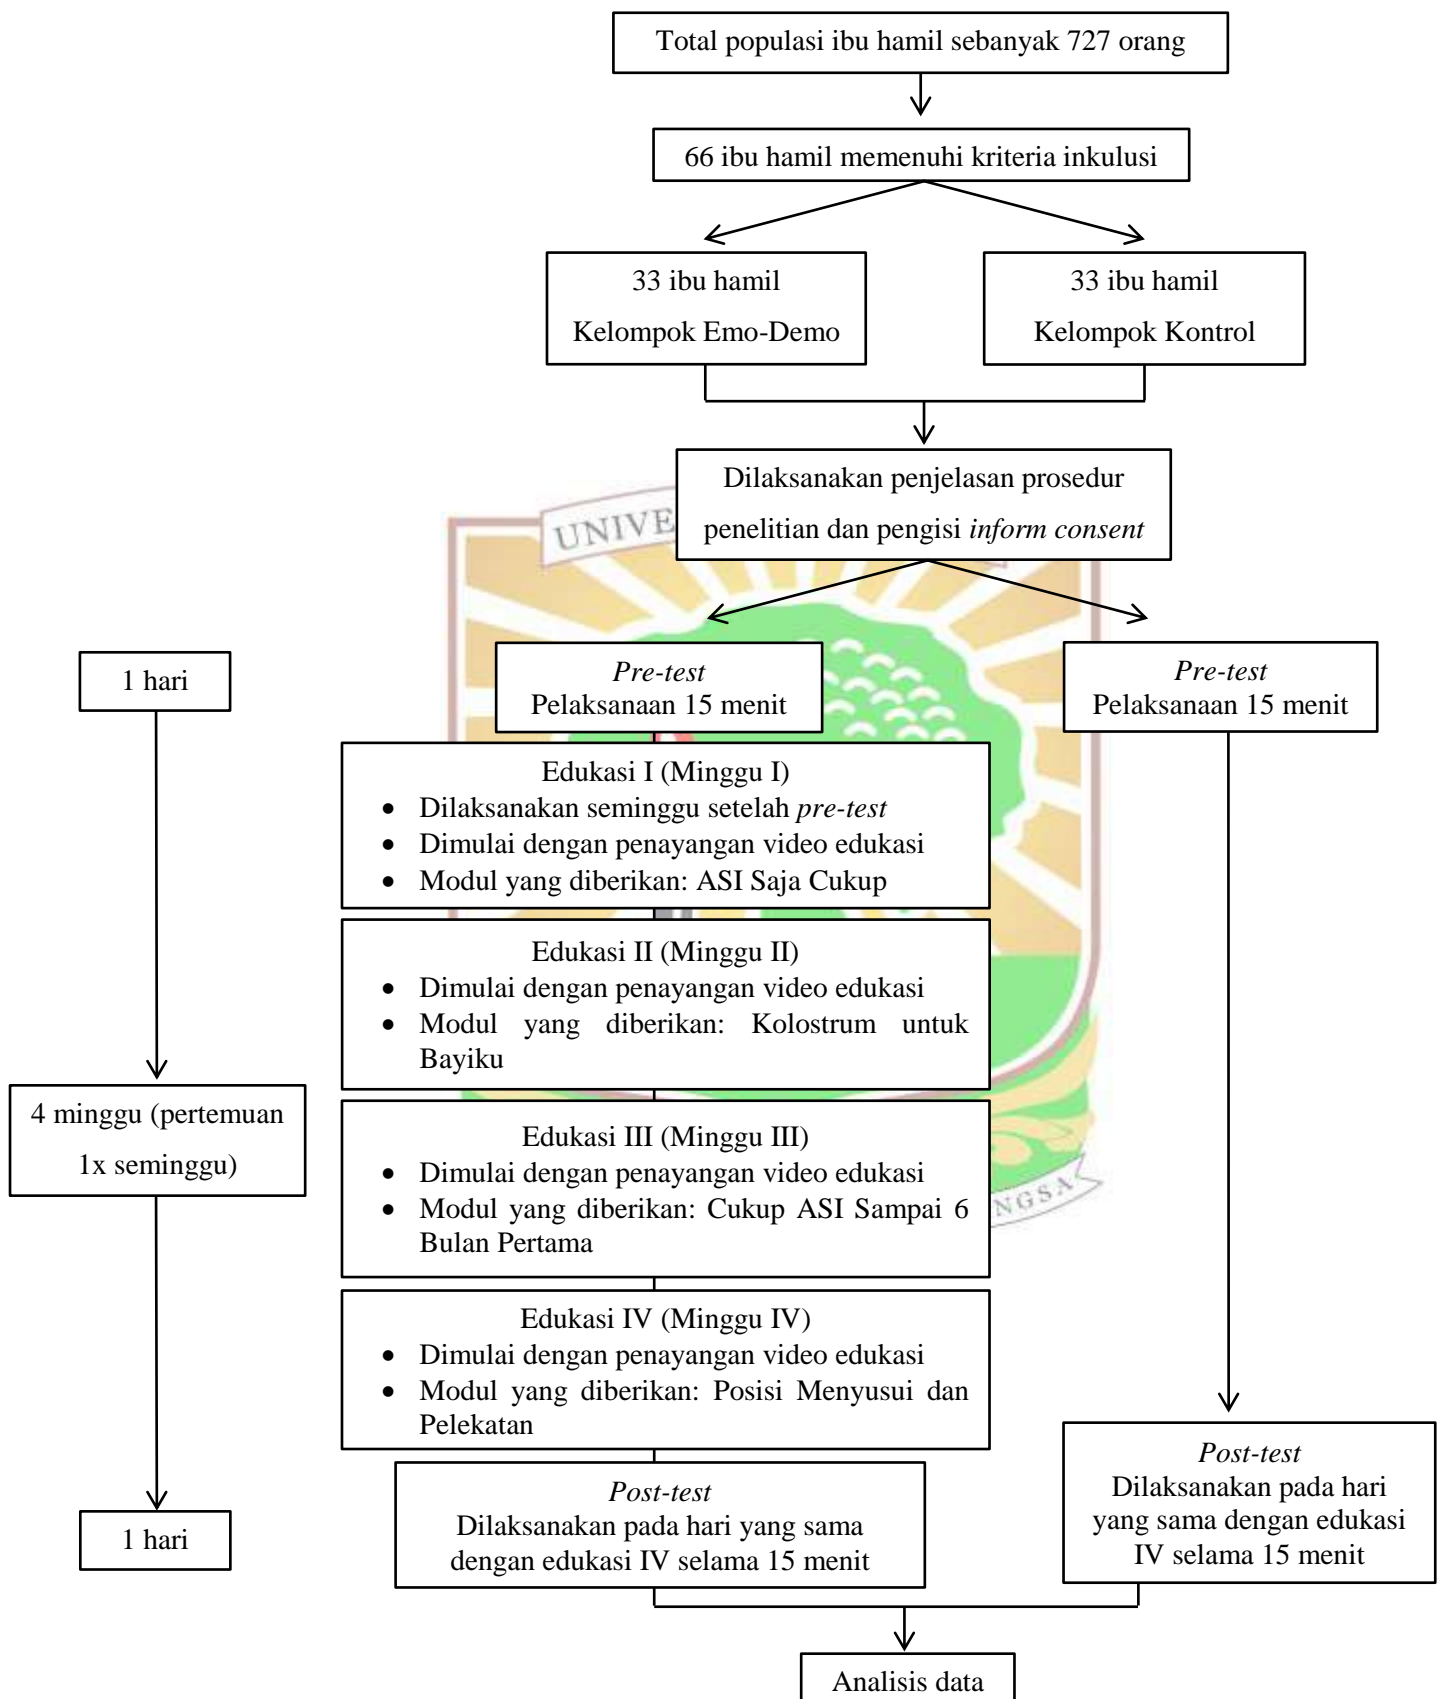 Total populasi ibu hamil sebanyak 727 orang
66 ibu hamil memenuhi kriteria inkulusi
33 ibu hamil
Kelompok Emo-Demo
33 ibu hamil
Kelompok Kontrol
Dilaksanakan penjelasan prosedur
penelitian dan pengisi inform consent
UNIVE
1 hari
Pre-test
Pelaksanaan 15 menit
Pre-test
Pelaksanaan 15 menit
Edukasi I (Minggu I)
• Dilaksanakan seminggu setelah pre-test
• Dimulai dengan penayangan video edukasi
• Modul yang diberikan: ASI Saja Cukup
Edukasi II (Minggu II)
• Dimulai dengan penayangan video edukasi
• Modul yang diberikan: Kolostrum untuk
Bayiku
4 minggu (pertemuan
1x seminggu)
Edukasi III (Minggu III)
• Dimulai dengan penayangan video edukasi
• Modul yang diberikan: Cukup ASI Sampai 6
Bulan Pertama
NGSA
Edukasi IV (Minggu IV)
• Dimulai dengan penayangan video edukasi
• Modul yang diberikan: Posisi Menyusui dan
Pelekatan
1 hari
Post-test
Dilaksanakan pada hari yang sama
dengan edukasi IV selama 15 menit
Post-test
Dilaksanakan pada hari
yang sama dengan edukasi
IV selama 15 menit
Analisis data